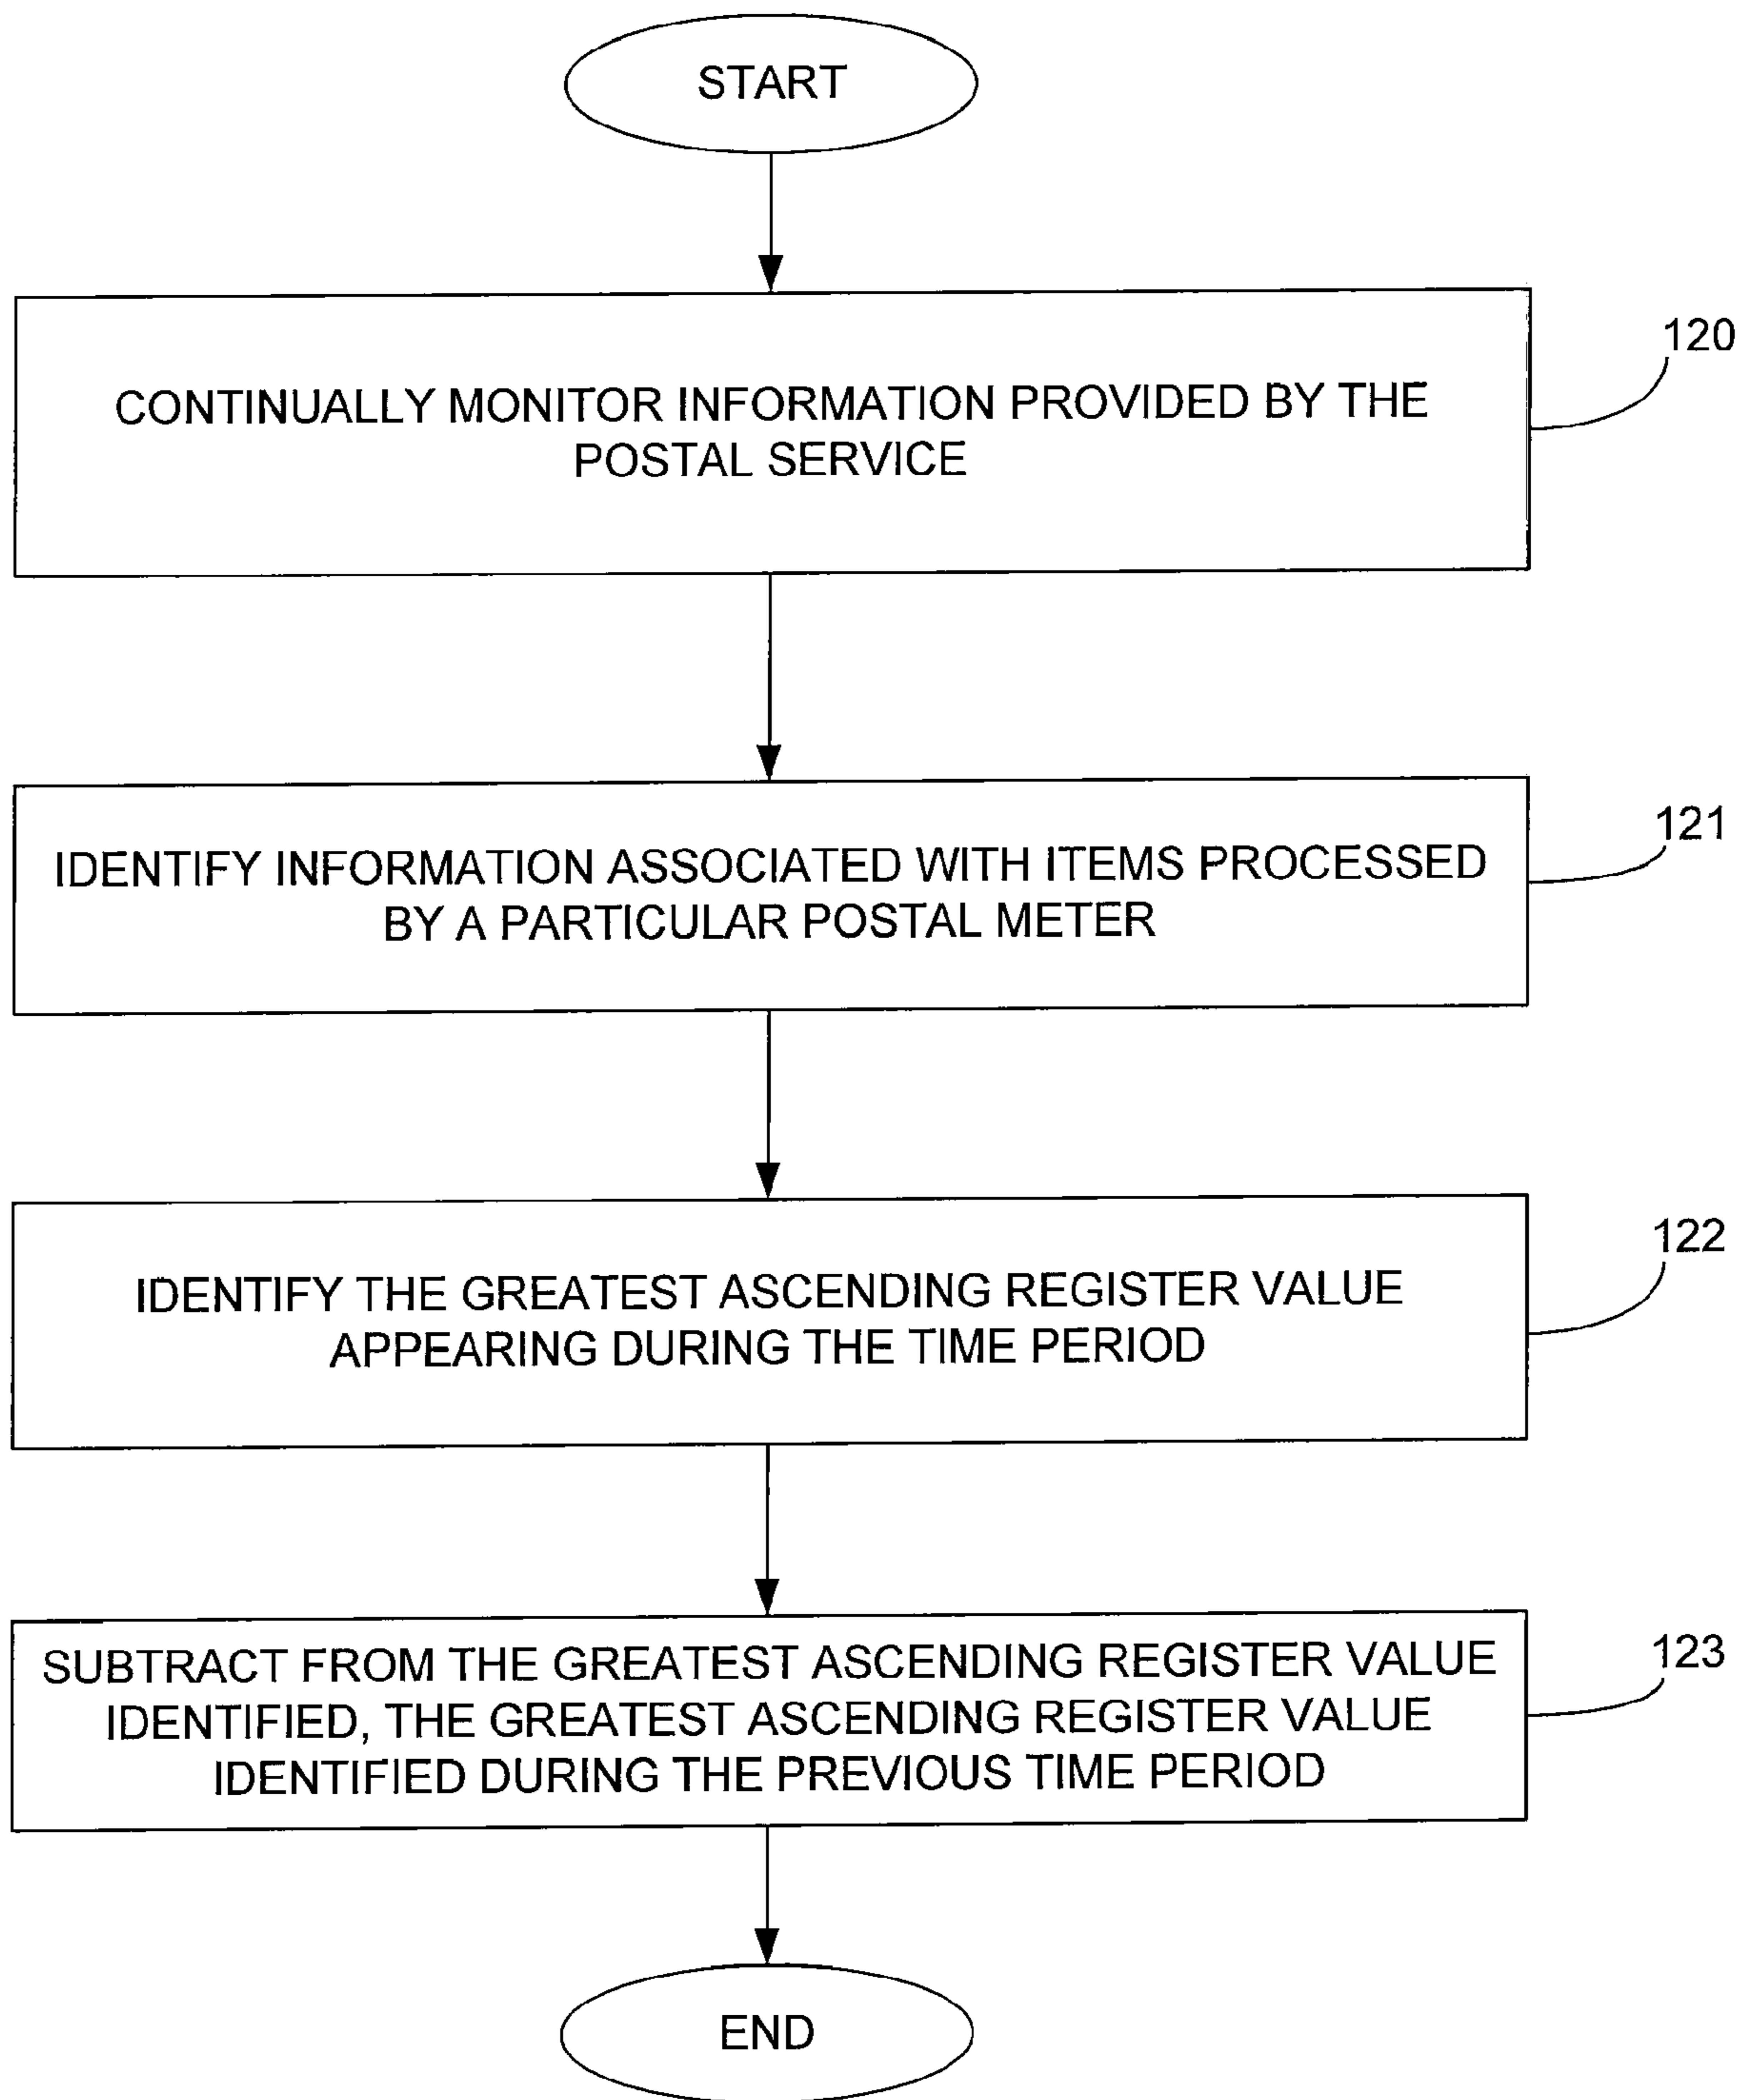 START
120
CONTINUALLY MONITOR INFORMATION PROVIDED BY THE
POSTAL SERVICE
121
IDENTIFY INFORMATION ASSOCIATED WITH ITEMS PROCESSED
BY A PARTICULAR POSTAL METER
122
IDENTIFY THE GREATEST ASCENDING REGISTER VALUE
APPEARING DURING THE TIME PERIOD
123
SUBTRACT FROM THE GREATEST ASCENDING REGISTER VALUE
IDENTIFIED, THE GREATEST ASCENDING REGISTER VALUE
IDENTIFIED DURING THE PREVIOUS TIME PERIOD
END